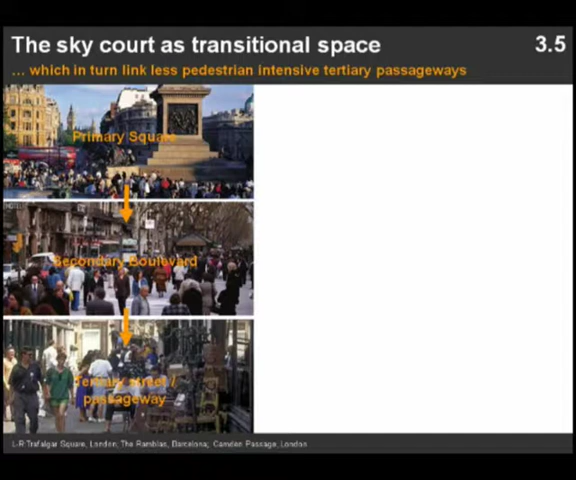 The sky court as transitional space
3.5
... which in turn link less pedestrian intensive tertiary passageways
Primary Square
Secondary Boulevard
Tertiary street /
passageway
L-R Trafalgar Square, London; The Ramblas, Barcelona; Camden Passage, London